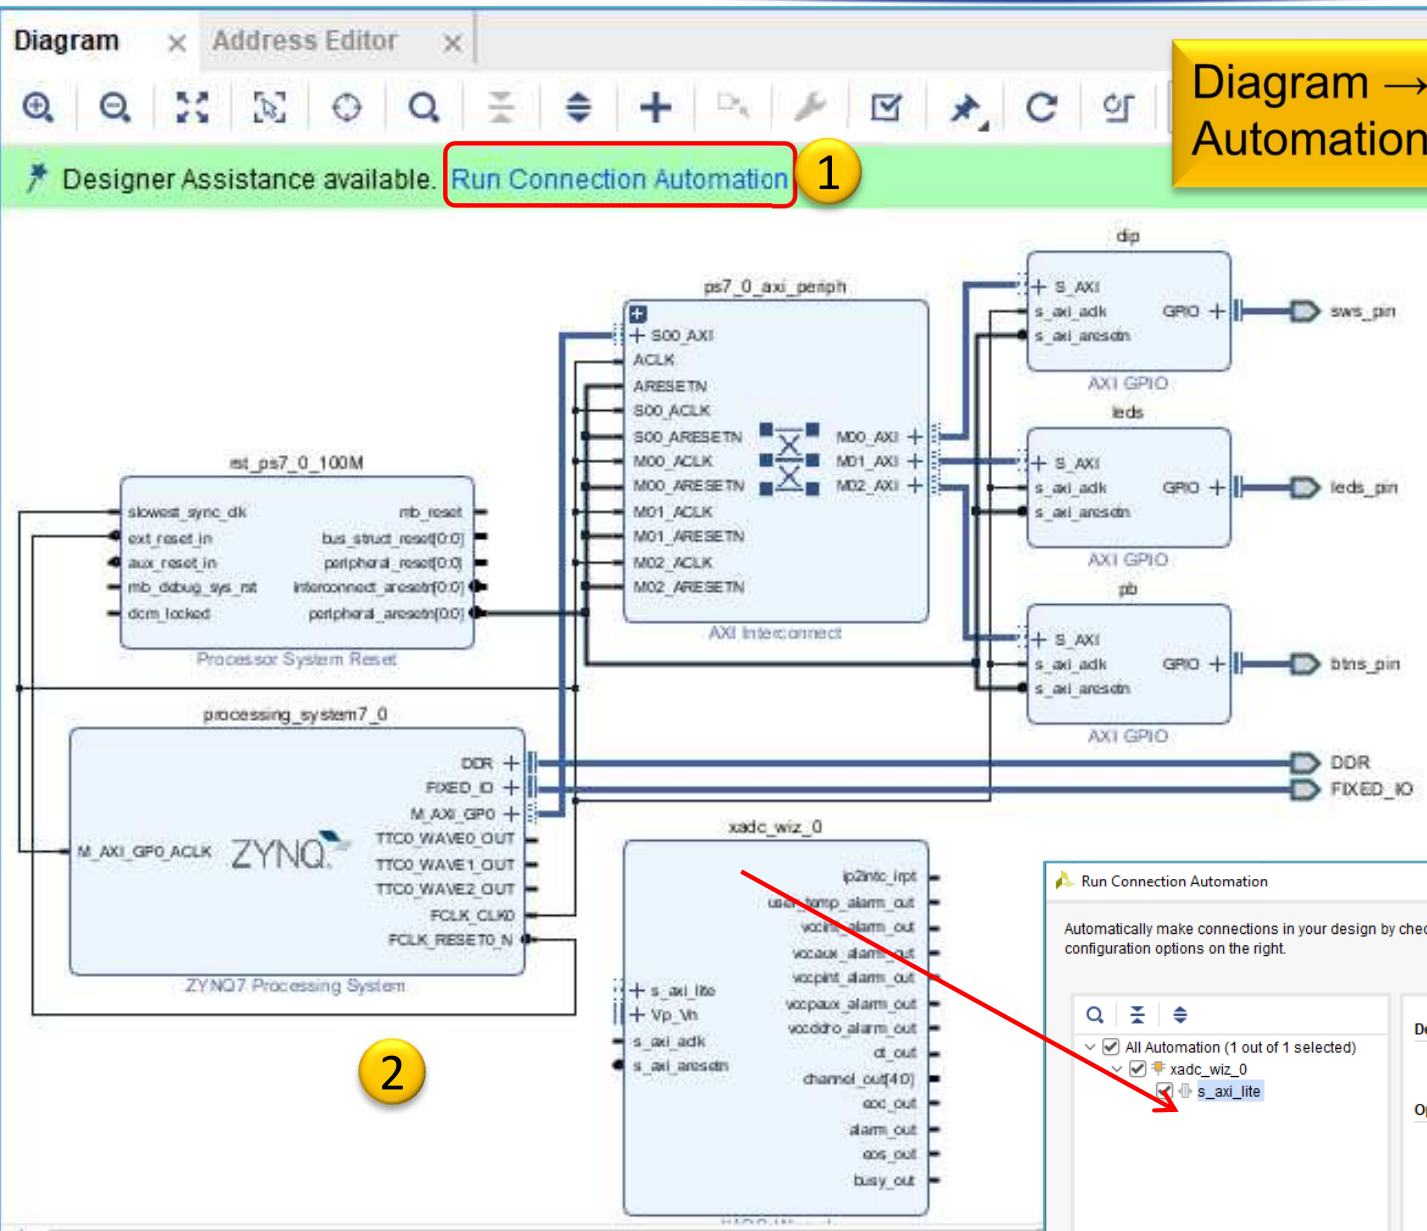 Diagram
Address Editor
Diagram →
Automation
Designer Assistance available. Run Connection Automation
1
dip
S_AXI
s_axi_aclk
s_axi_aresetn
GPIO
AXI GPIO
sws_pin
ps7_0_axi_periph
S00_AXI
ACLK
ARESETN
S00_ACLK
S00_ARESETN
M00_ACLK
M00_ARESETN
M01_ACLK
M01_ARESETN
M02_ACLK
M02_ARESETN
M00_AXI
M01_AXI
M02_AXI
AXI Interconnect
leds
S_AXI
s_axi_aclk
s_axi_aresetn
GPIO
AXI GPIO
leds_pin
rst_ps7_0_100M
slowest_sync_clk
ext_reset_in
aux_reset_in
mb_debug_sys_rst
dcm_locked
mb_reset
bus_struct_reset[0:0]
peripheral_reset[0:0]
interconnect_aresetn[0:0]
peripheral_aresetn[0:0]
Processor System Reset
pb
S_AXI
s_axi_aclk
s_axi_aresetn
GPIO
AXI GPIO
btns_pin
processing_system7_0
M_AXI_GP0_ACLK
ZYNQ
DDR
FIXED_IO
M_AXI_GP0
TTC0_WAVE0_OUT
TTC0_WAVE1_OUT
TTC0_WAVE2_OUT
FCLK_CLK0
FCLK_RESET0_N
ZYNQ7 Processing System
DDR
FIXED_IO
2
xadc_wiz_0
s_axi_lite
Vp_Vn
s_axi_aclk
s_axi_aresetn
ip2intc_irpt
user_temp_alarm_out
vccint_alarm_out
vccaux_alarm_out
vccpint_alarm_out
vccpaux_alarm_out
vccddro_alarm_out
ot_out
channel_out[4:0]
eoc_out
alarm_out
eos_out
busy_out
Run Connection Automation
Automatically make connections in your design by chec
configuration options on the right.
All Automation (1 out of 1 selected)
xadc_wiz_0
s_axi_lite